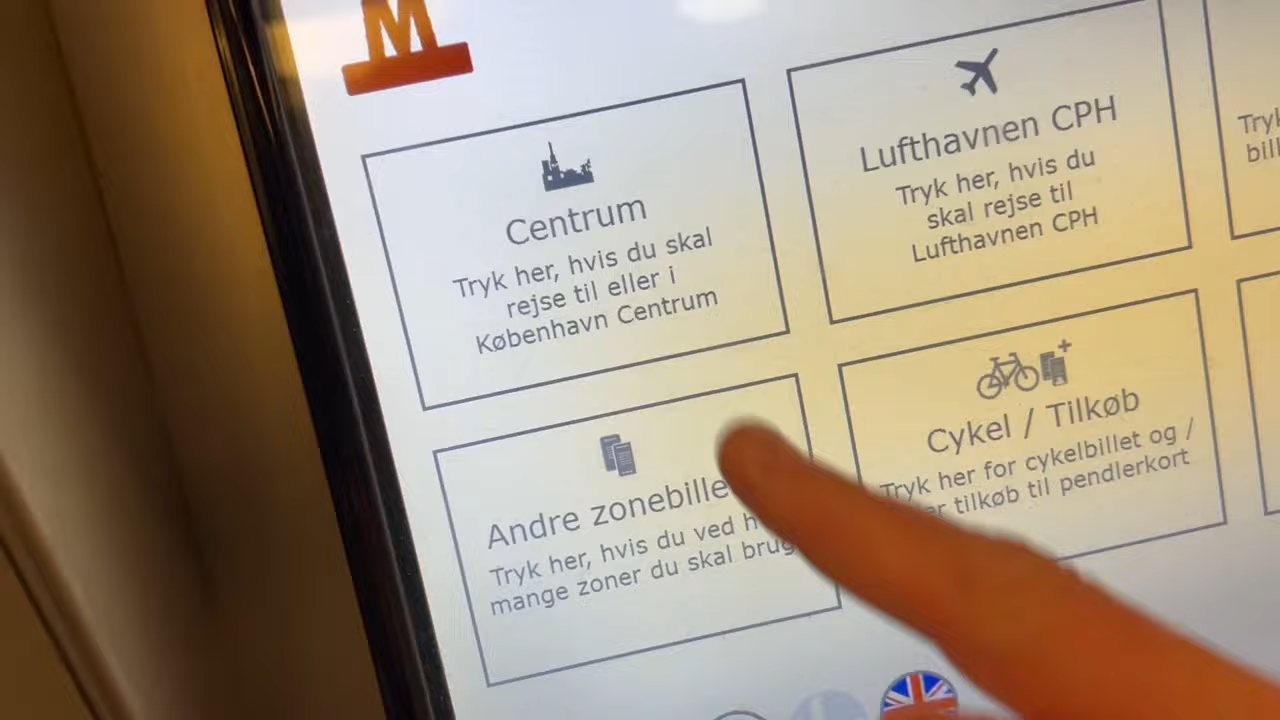 M
Centrum
Tryk her, hvis du skal
rejse til eller i
København Centrum
Lufthavnen CPH
Tryk her, hvis du
skal rejse til
Lufthavnen CPH
Andre zonebille
Tryk her, hvis du ved
mange zoner du skal
Cykel / Tilkøb
Tryk her for cykelbillet og /
tilkøb til pendlerkort